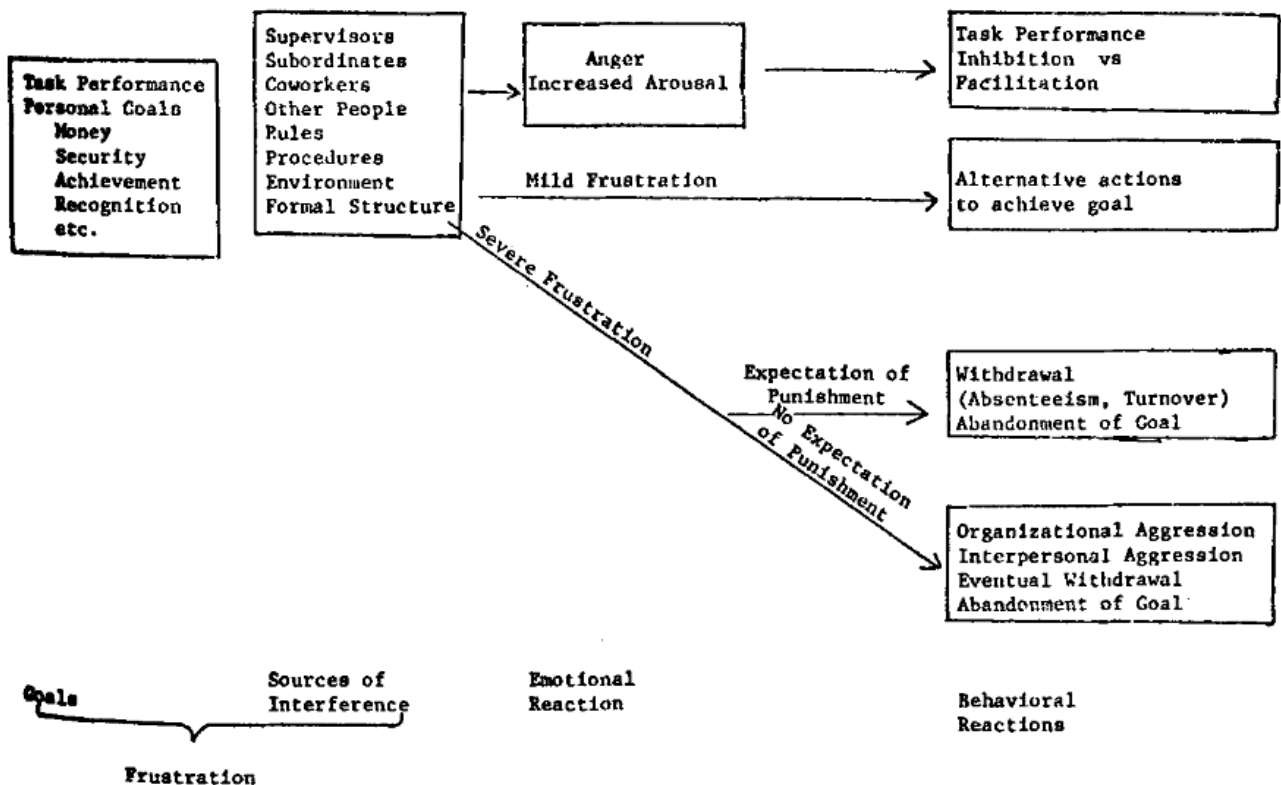 Task Performance
Personal Goals
Money
Security
Achievement
Recognition
etc.
Supervisors
Subordinates
Coworkers
Other People
Rules
Procedures
Environment
Formal Structure
Anger
Increased Arousal
Task Performance
Inhibition vs
Facilitation
Mild Frustration
Alternative actions
to achieve goal
Severe Frustration
Expectation of
Punishment
Withdrawal
(Absenteeism, Turnover)
Abandonment of Goal
No Expectation
of Punishment
Organizational Aggression
Interpersonal Aggression
Eventual Withdrawal
Abandonment of Goal
Goals
Sources of
Interference
Emotional
Reaction
Behavioral
Reactions
Frustration